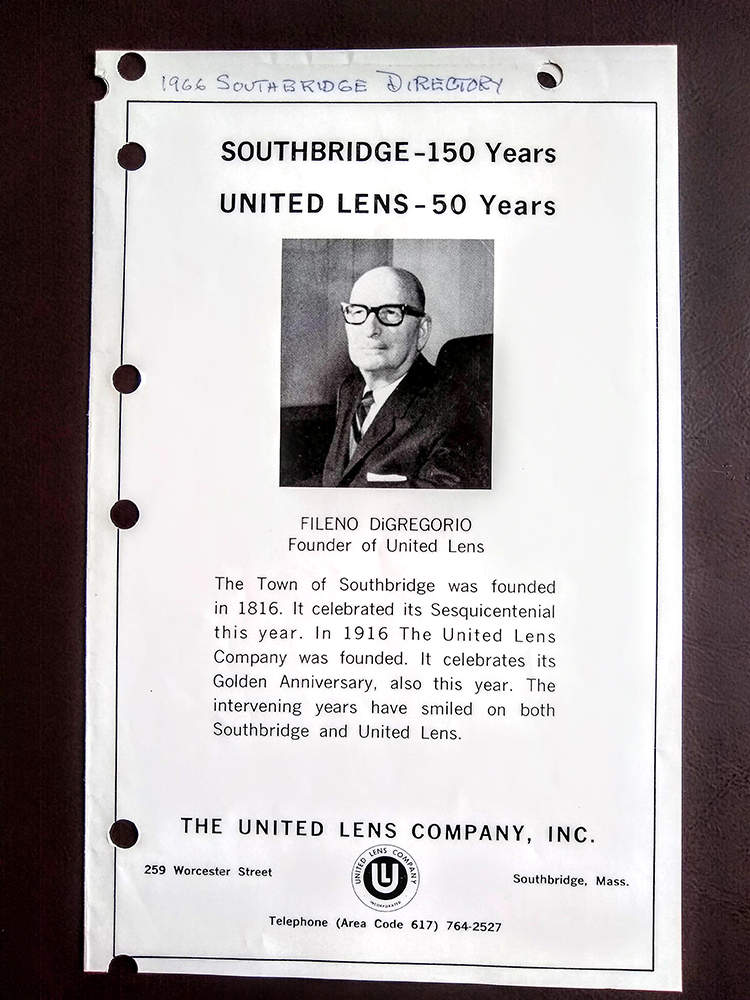 1966 SOUTHBRIDGE DIRECTORY
SOUTHBRIDGE-150 Years
UNITED LENS-50 Years
FILENO DiGREGORIO
Founder of United Lens
The Town of Southbridge was founded
in 1816. It celebrated its Sesquicentenial
this year. In 1916 The United Lens
Company was founded. It celebrates its
Golden Anniversary, also this year. The
intervening years have smiled on both
Southbridge and United Lens.
THE UNITED LENS COMPANY, INC.
259 Worcester Street
UNITED LENS COMPANY
UL
INCORPORATED
Southbridge, Mass.
Telephone (Area Code 617) 764-2527